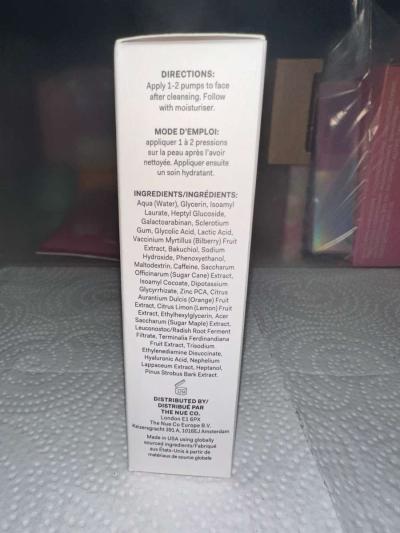 DIRECTIONS:
Apply 1-2 pumps to face
after cleansing. Follow
with moisturiser.
MODE D'EMPLOI:
appliquer 1 à 2 pressions
sur la peau après l'avoir
nettoyée. Appliquer ensuite
un soin hydratant.
INGREDIENTS/INGRÉDIENTS:
Aqua (Water), Glycerin, Isoamyl
Laurate, Heptyl Glucoside,
Galactoarabinan, Sclerotium
Gum, Glycolic Acid, Lactic Acid,
Vaccinium Myrtillus (Bilberry) Fruit
Extract, Bakuchiol, Sodium
Hydroxide, Phenoxyethanol,
Maltodextrin, Caffeine, Saccharum
Officinarum (Sugar Cane) Extract,
Isoamyl Cocoate, Dipotassium
Glycyrrhizate, Zinc PCA, Citrus
Aurantium Dulcis (Orange) Fruit
Extract, Citrus Limon (Lemon) Fruit
Extract, Ethylhexylglycerin, Acer
Saccharum (Sugar Maple) Extract,
Leuconostoc/Radish Root Ferment
Filtrate, Terminalia Ferdinandiana
Fruit Extract, Trisodium
Ethylenediamine Disuccinate,
Hyaluronic Acid, Nephelium
Lappaceum Extract, Heptanol,
Pinus Strobus Bark Extract.
DISTRIBUTED BY/
DISTRIBUÉ PAR
THE NUE CO.
London E1 6PX
The Nue Co Europe B.V.
Keizersgracht 391 A, 1016EJ Amsterdam
Made in USA using globally
sourced ingredients/Fabriqué
aux États-Unis à partir de
matières de source globale